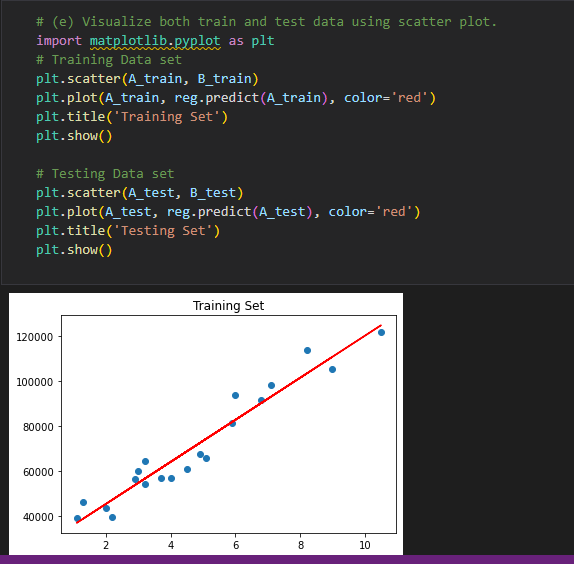 # (e) Visualize both train and test data using scatter plot.
import matplotlib.pyplot as plt
# Training Data set
plt.scatter(A_train, B_train)
plt.plot(A_train, reg.predict(A_train), color='red')
plt.title('Training Set')
plt.show()
# Testing Data set
plt.scatter(A_test, B_test)
plt.plot(A_test, reg.predict(A_test), color='red')
plt.title('Testing Set')
plt.show()
Training Set
120000
100000
80000
60000
40000
2 4 6 8 10